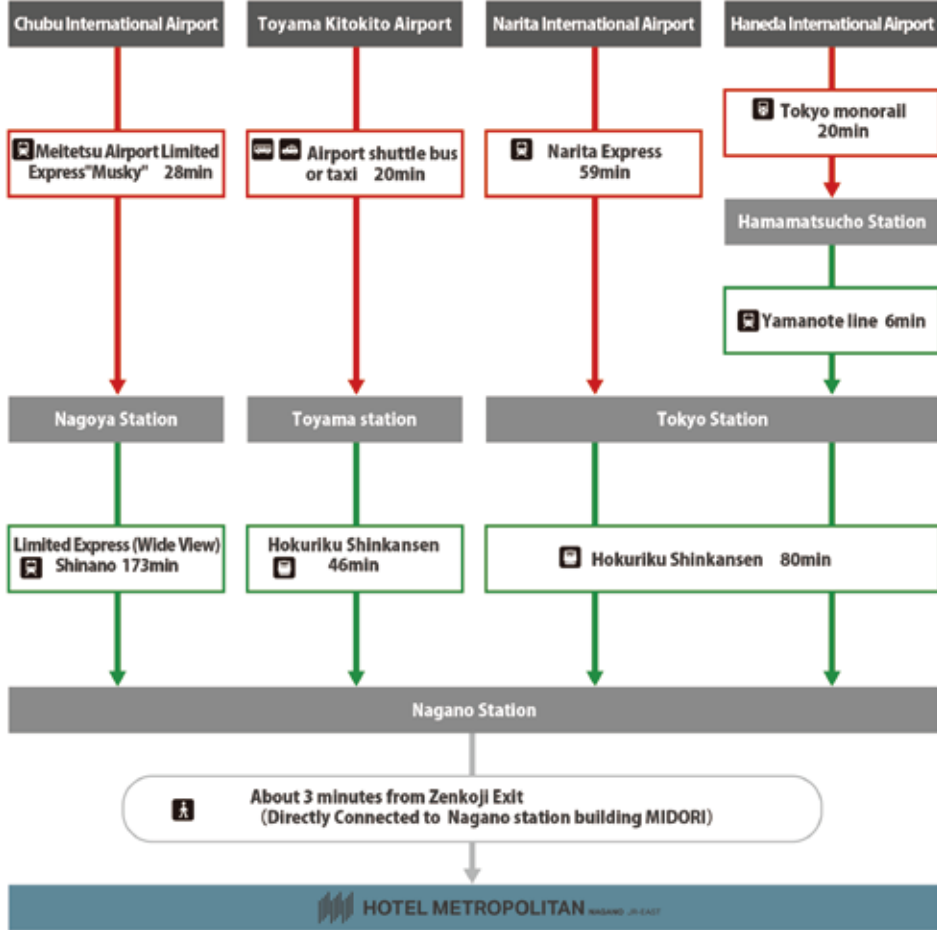 Chubu International Airport
Toyama Kitokito Airport
Narita International Airport
Haneda International Airport
Meitetsu Airport Limited
Express"Musky" 28min
Airport shuttle bus
or taxi 20min
Narita Express
59min
Tokyo monorail
20min
Hamamatsucho Station
Yamanote line 6min
Nagoya Station
Toyama station
Tokyo Station
Limited Express (Wide View)
Shinano 173min
Hokuriku Shinkansen
46min
Hokuriku Shinkansen 80min
Nagano Station
About 3 minutes from Zenkoji Exit
(Directly Connected to Nagano station building MIDORI)
HOTEL METROPOLITAN NAGANO JR-EAST